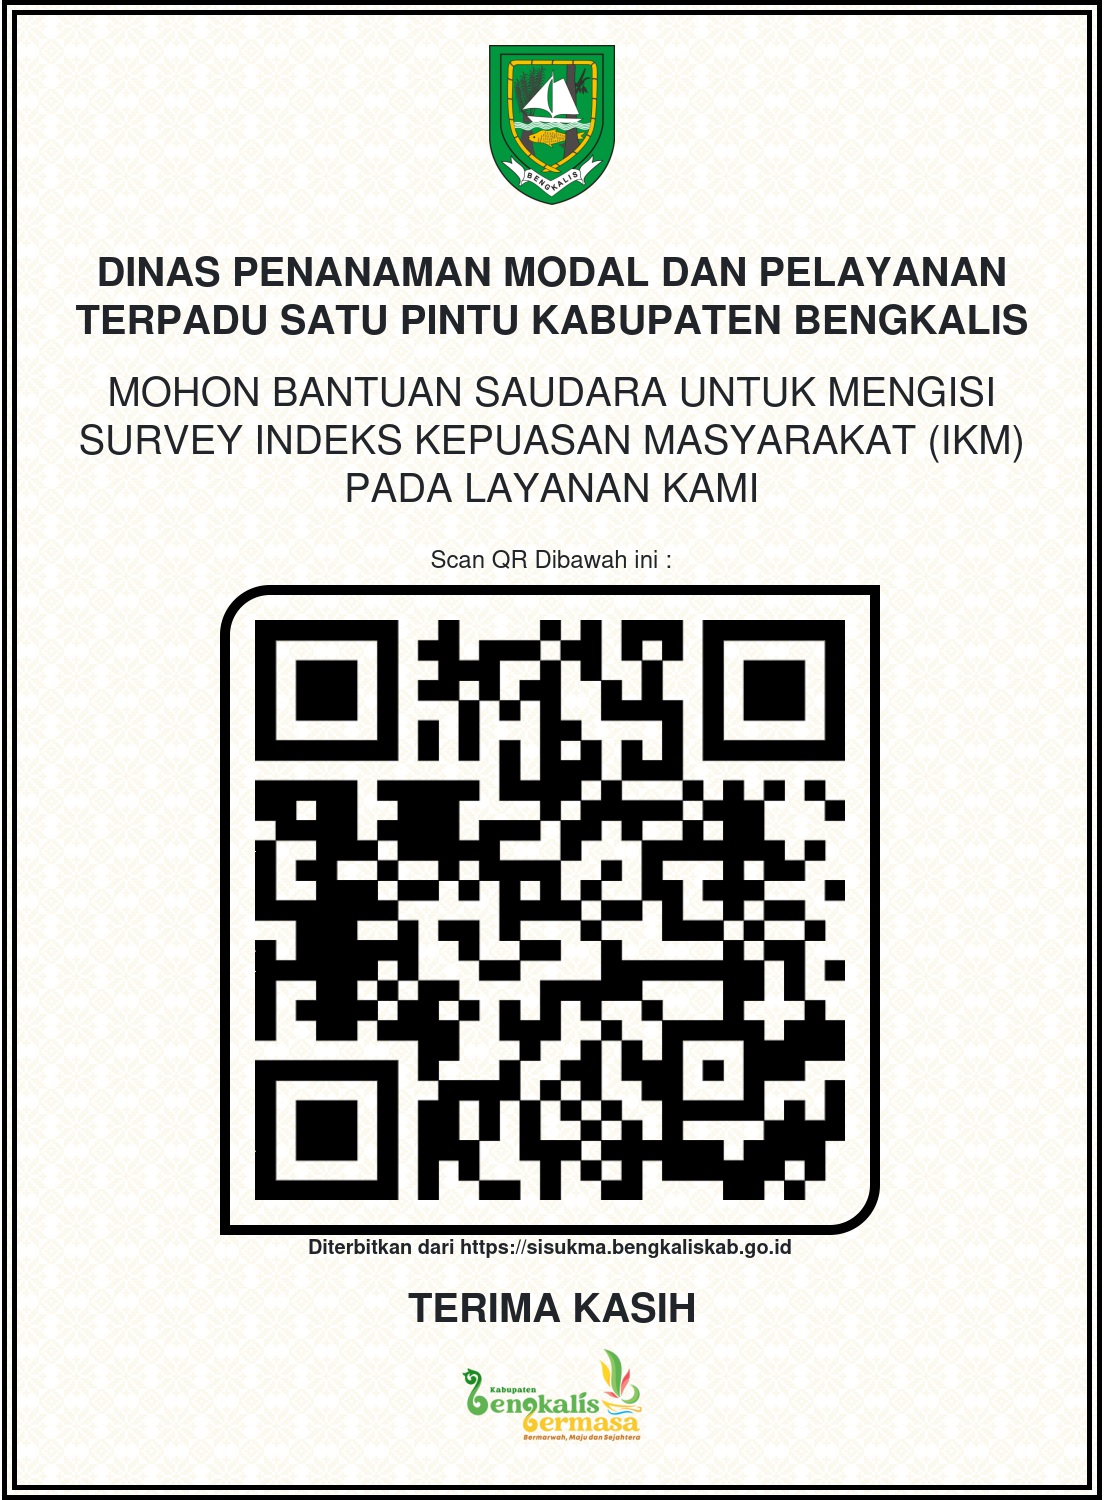 BENGKALIS
DINAS PENANAMAN MODAL DAN PELAYANAN
TERPADU SATU PINTU KABUPATEN BENGKALIS
MOHON BANTUAN SAUDARA UNTUK MENGISI
SURVEY INDEKS KEPUASAN MASYARAKAT (IKM)
PADA LAYANAN KAMI
Scan QR Dibawah ini :
Diterbitkan dari https://sisukma.bengkaliskab.go.id
TERIMA KASIH
Kabupaten
Bengkalis
Bermasa
Bermarwah, Maju dan Sejahtera